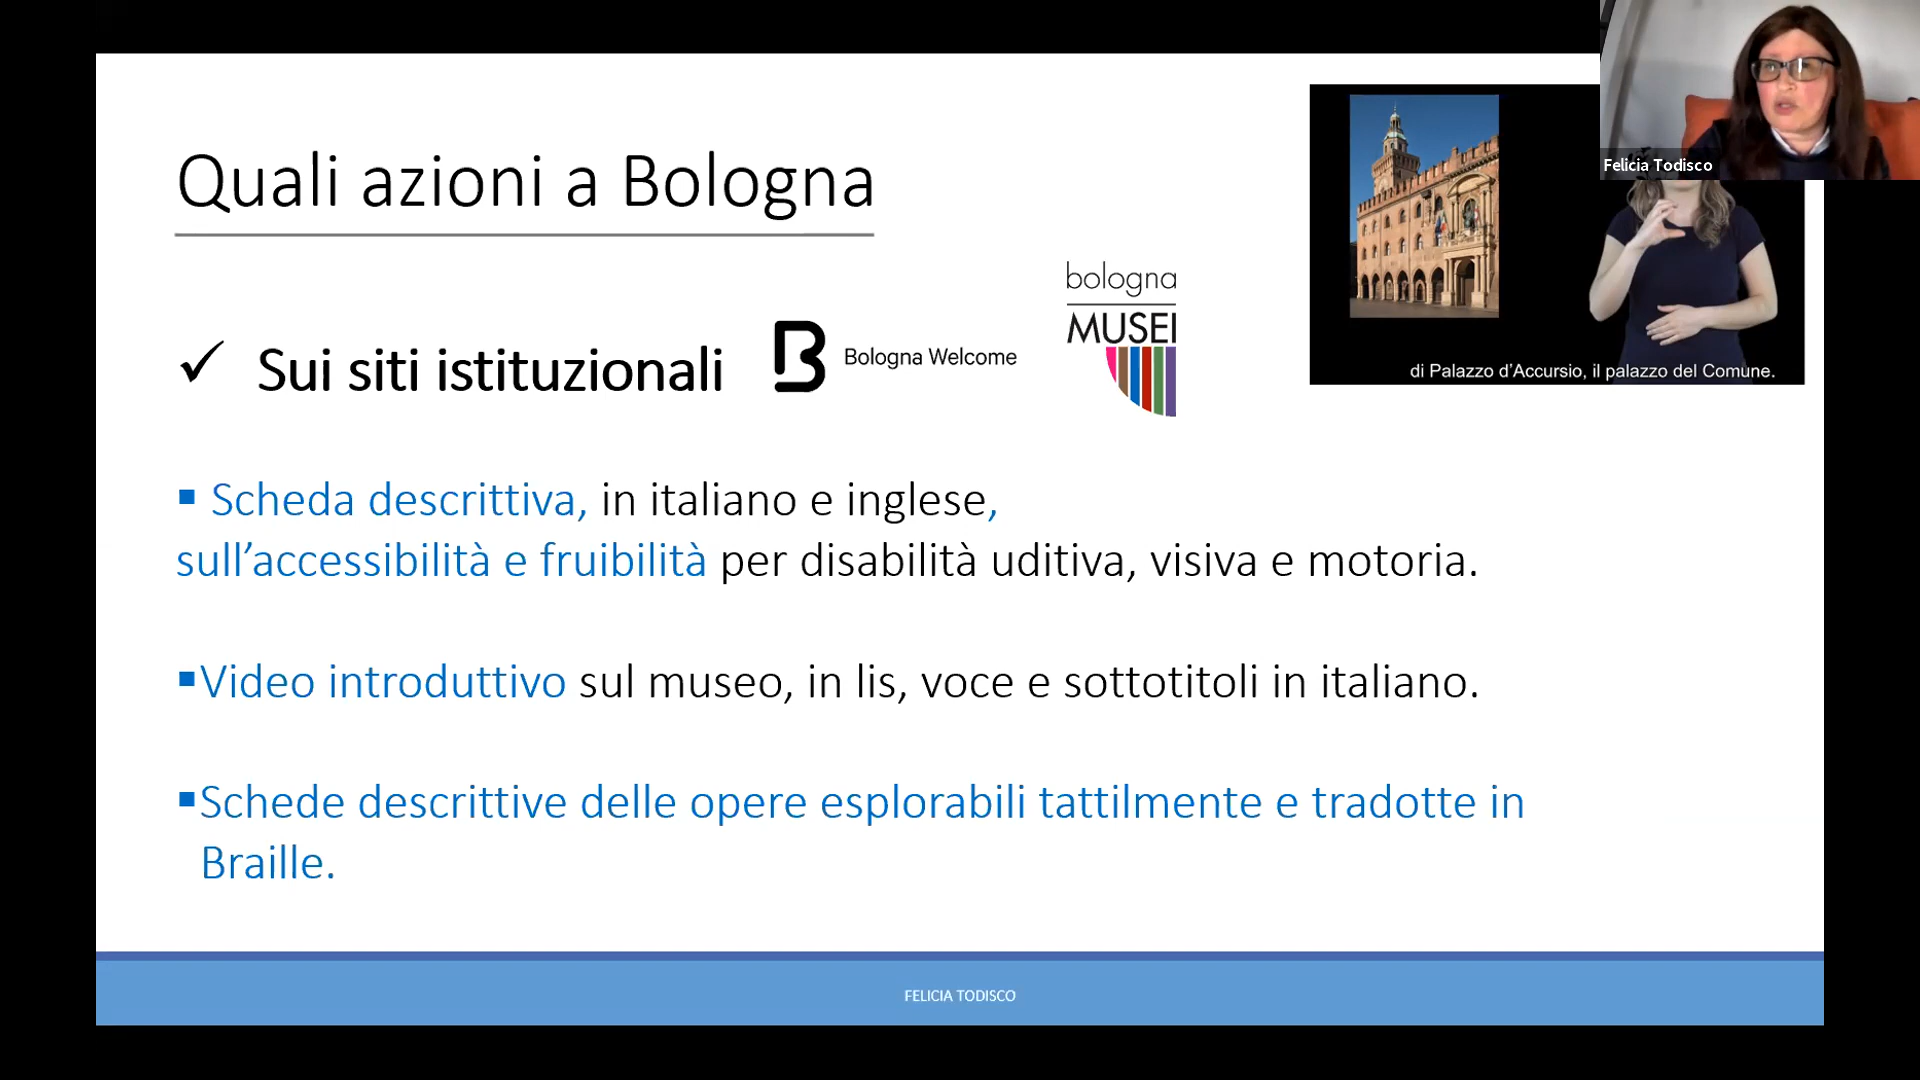 Quali azioni a Bologna
Felicia Todisco
✓ Sui siti istituzionali
Bologna Welcome
bologna
MUSEI
di Palazzo d'Accursio, il palazzo del Comune.
▪ Scheda descrittiva, in italiano e inglese,
sull’accessibilità e fruibilità per disabilità uditiva, visiva e motoria.
▪Video introduttivo sul museo, in lis, voce e sottotitoli in italiano.
▪Schede descrittive delle opere esplorabili tattilmente e tradotte in
Braille.
FELICIA TODISCO